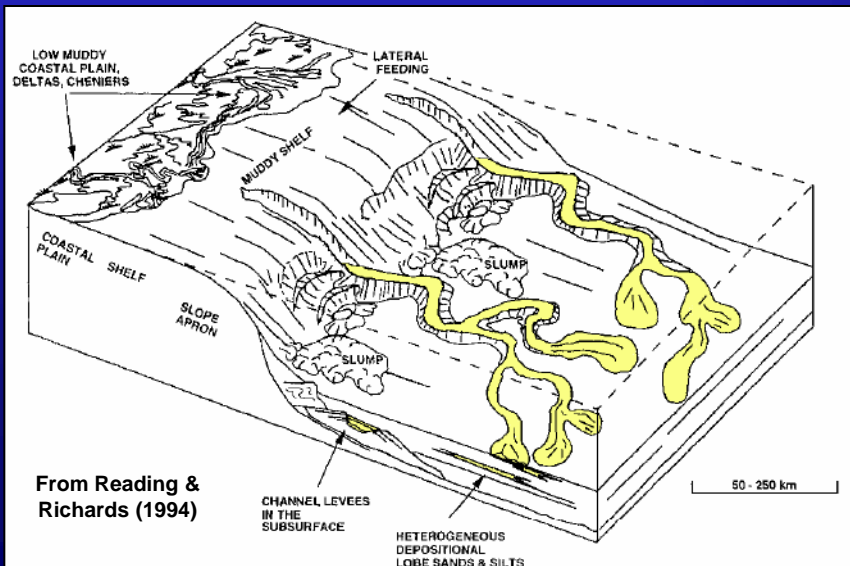 LOW MUDDY
COASTAL PLAIN,
DELTAS, CHENIERS
LATERAL
FEEDING
MUDDY SHELF
COASTAL SHELF
PLAIN
SLOPE
APRON
SLUMP
SLUMP
From Reading &
Richards (1994)
CHANNEL LEVEES
IN THE
SUBSURFACE
HETEROGENEOUS
DEPOSITIONAL
LOBE SANDS & SILTS
50 - 250 km